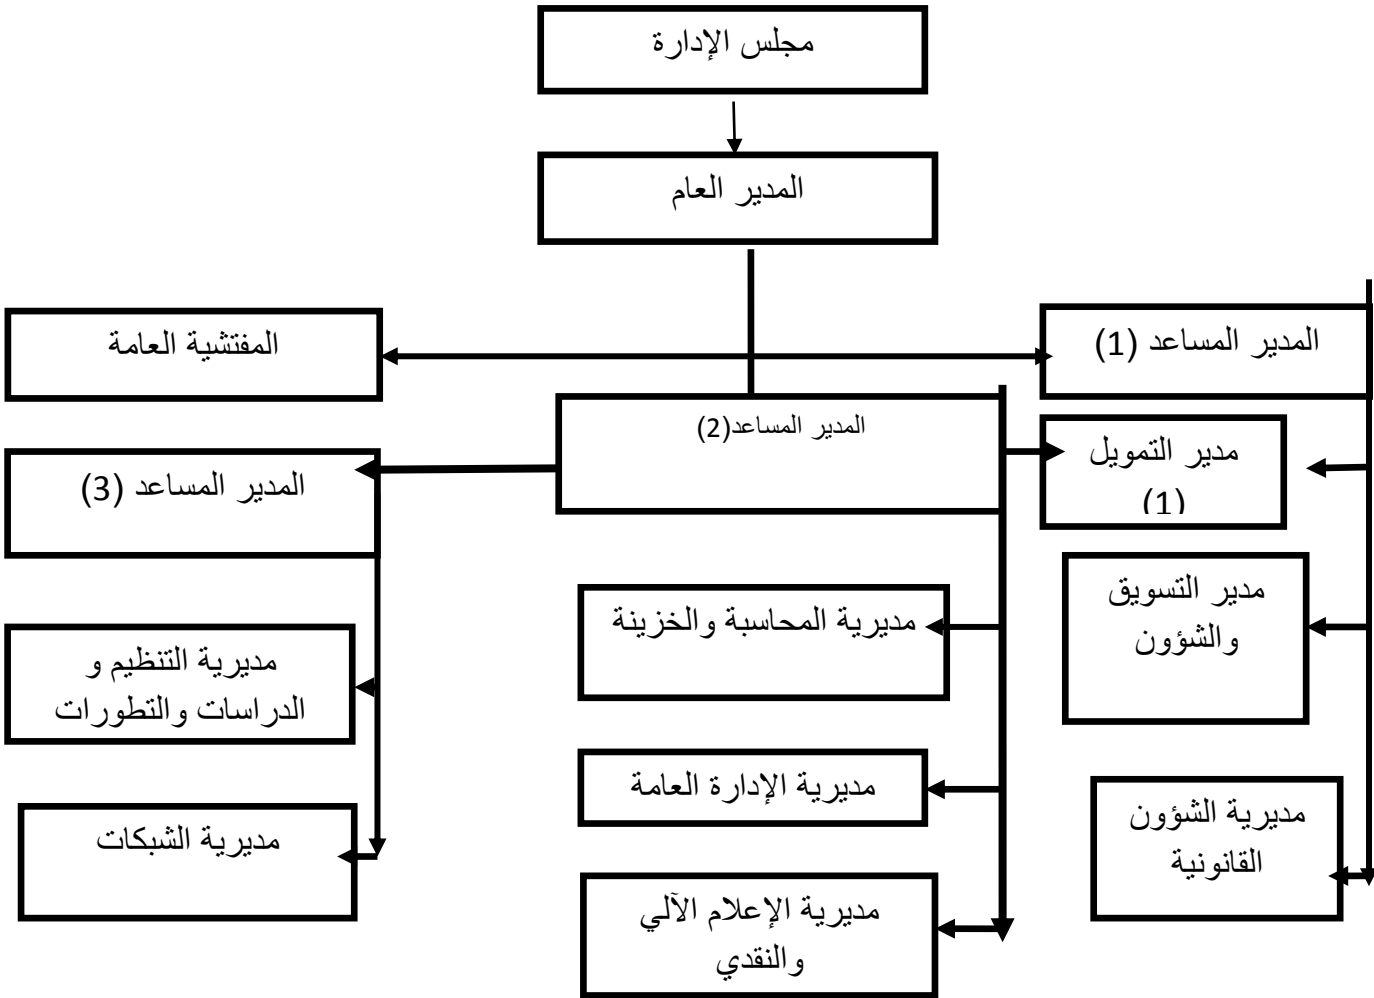 مجلس الإدارة
المدير العام
المدير المساعد (1)
المفتشية العامة
المدير المساعد(2)
مدير التمويل
(1)
المدير المساعد (3)
مدير التسويق
والشؤون
مديرية المحاسبة والخزينة
مديرية التنظيم و
الدراسات والتطورات
مديرية الإدارة العامة
مديرية الشؤون
القانونية
مديرية الشبكات
مديرية الإعلام الآلي
والنقدي